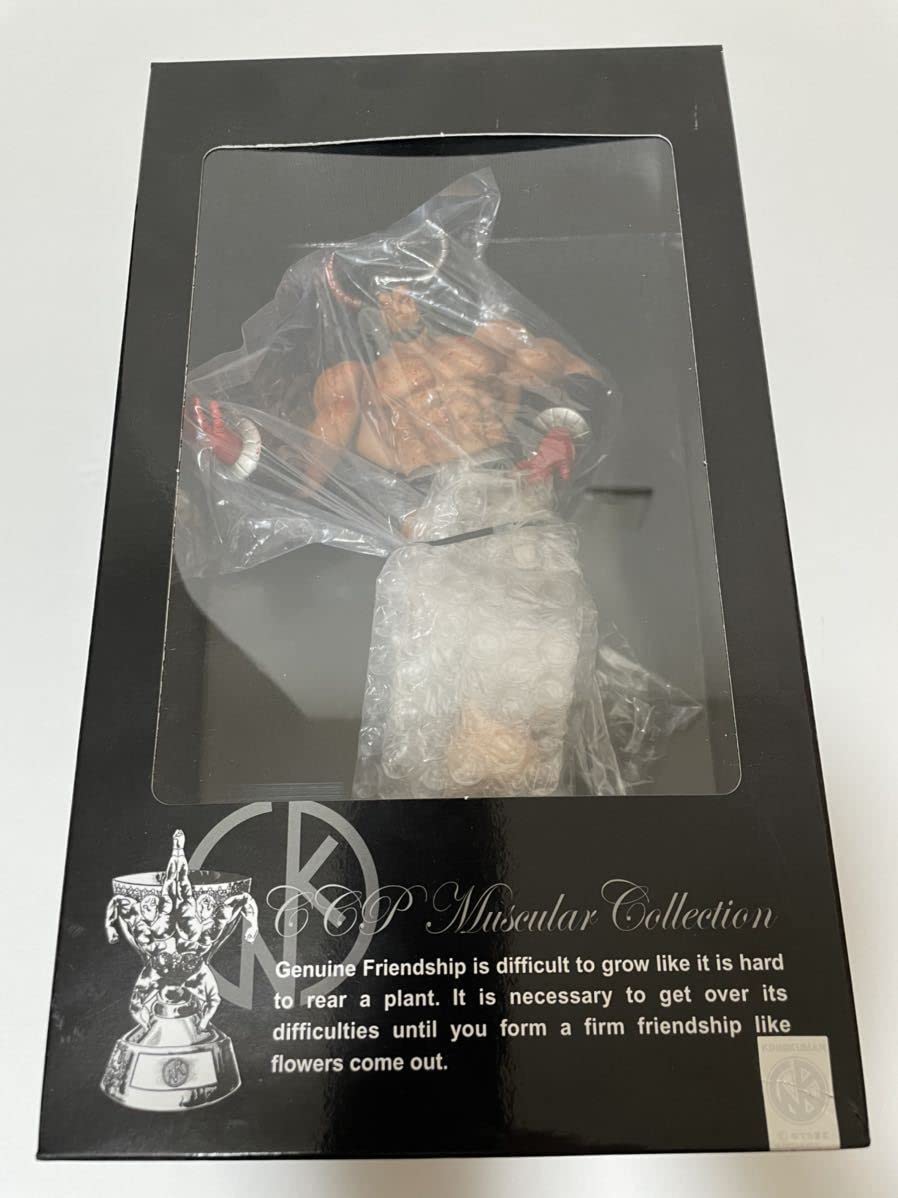 CCP Muscular Collection
Genuine Friendship is difficult to grow like it is hard
to rear a plant. It is necessary to get over its
difficulties until you form a firm friendship like
flowers come out.
KINNIKUMAN